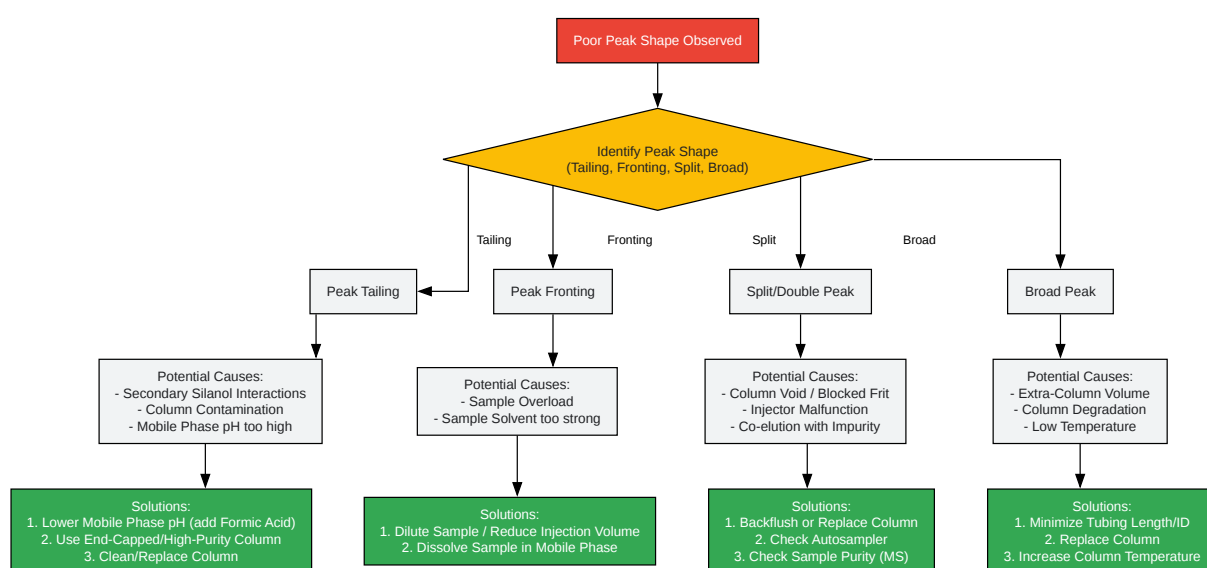 Poor Peak Shape Observed
Identify Peak Shape
(Tailing, Fronting, Split, Broad)
Tailing
Fronting
Split
Broad
Peak Tailing
Peak Fronting
Split/Double Peak
Broad Peak
Potential Causes:
- Secondary Silanol Interactions
- Column Contamination
- Mobile Phase pH too high
Potential Causes:
- Sample Overload
- Sample Solvent too strong
Potential Causes:
- Column Void / Blocked Frit
- Injector Malfunction
- Co-elution with Impurity
Potential Causes:
- Extra-Column Volume
- Column Degradation
- Low Temperature
Solutions:
1. Lower Mobile Phase pH (add Formic Acid)
2. Use End-Capped/High-Purity Column
3. Clean/Replace Column
Solutions:
1. Dilute Sample / Reduce Injection Volume
2. Dissolve Sample in Mobile Phase
Solutions:
1. Backflush or Replace Column
2. Check Autosampler
3. Check Sample Purity (MS)
Solutions:
1. Minimize Tubing Length/ID
2. Replace Column
3. Increase Column Temperature